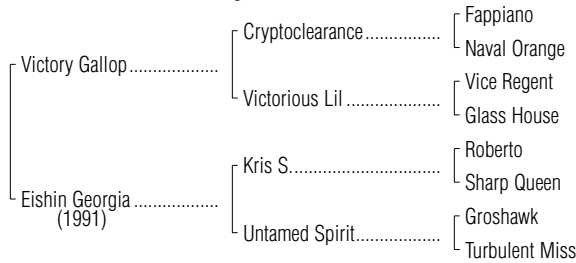 Fappiano
Cryptoclearance.................
Naval Orange
Victory Gallop...................
Vice Regent
Victorious Lil .....................
Glass House
Roberto
Kris S.................................
Sharp Queen
Eishin Georgia ..................
(1991)
Groshawk
Untamed Spirit...................
Turbulent Miss